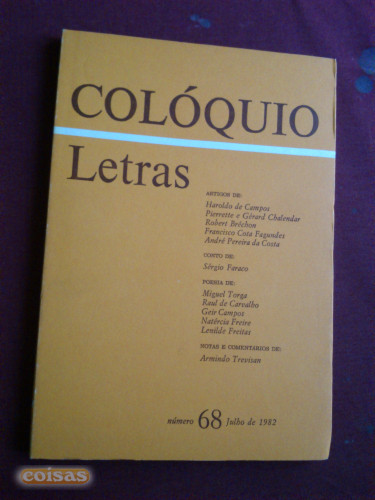 COLÓQUIO
Letras
ARTIGOS DE:
Haroldo de Campos
Pierrette e Gérard Chalendar
Robert Bréchon
Francisco Cota Fagundes
André Pereira da Costa
CONTO DE:
Sérgio Faraco
POESIA DE:
Miguel Torga
Raul de Carvalho
Geir Campos
Natércia Freire
Lenilde Freitas
NOTAS E COMENTÁRIOS DE:
Armindo Trevisan
número 68 Julho de 1982
coisas